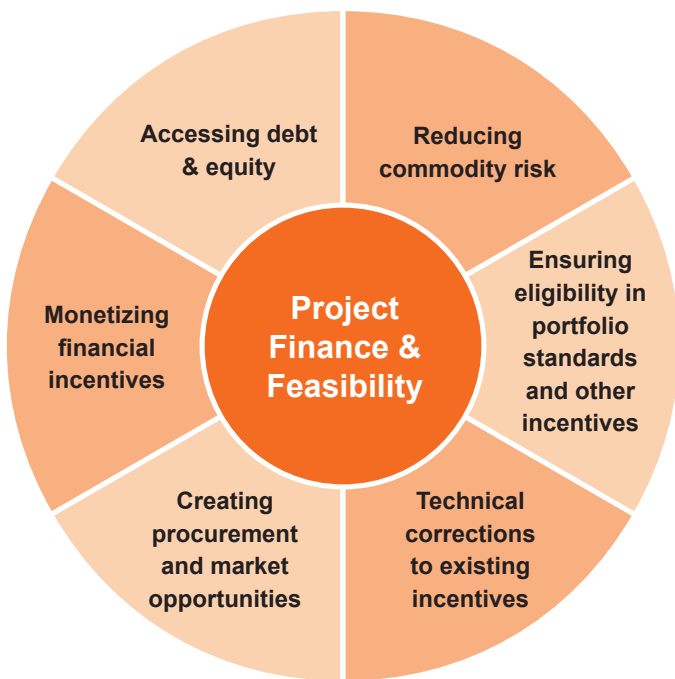 Accessing debt
& equity
Reducing
commodity risk
Ensuring
eligibility in
portfolio
standards
and other
incentives
Technical
corrections
to existing
incentives
Creating
procurement
and market
opportunities
Monetizing
financial
incentives
Project
Finance &
Feasibility